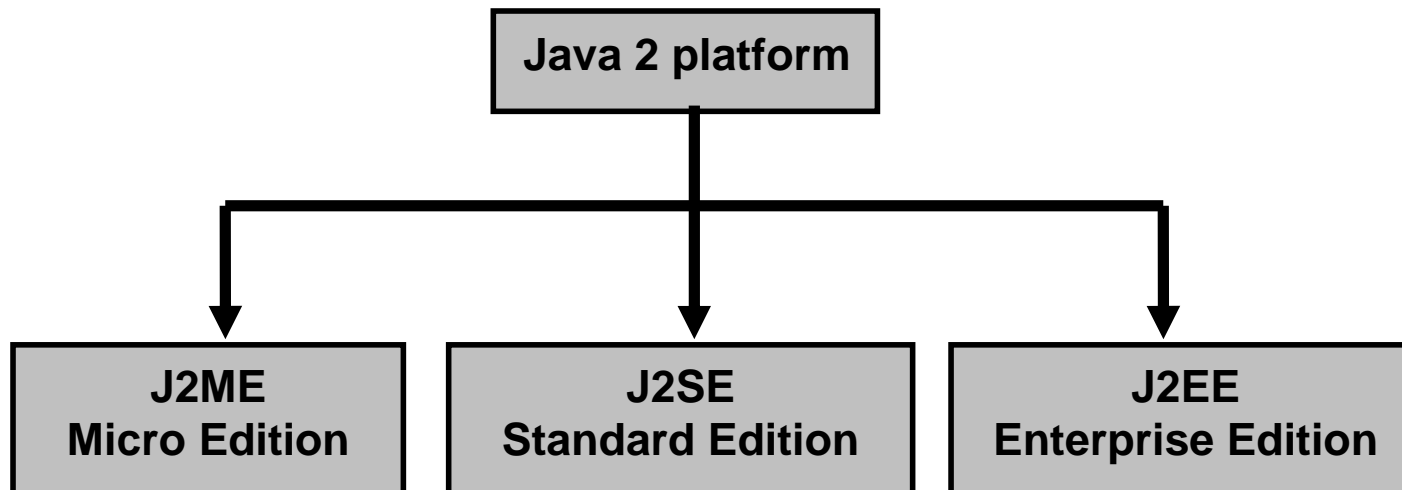 Java 2 platform
J2ME
Micro Edition
J2SE
Standard Edition
J2EE
Enterprise Edition